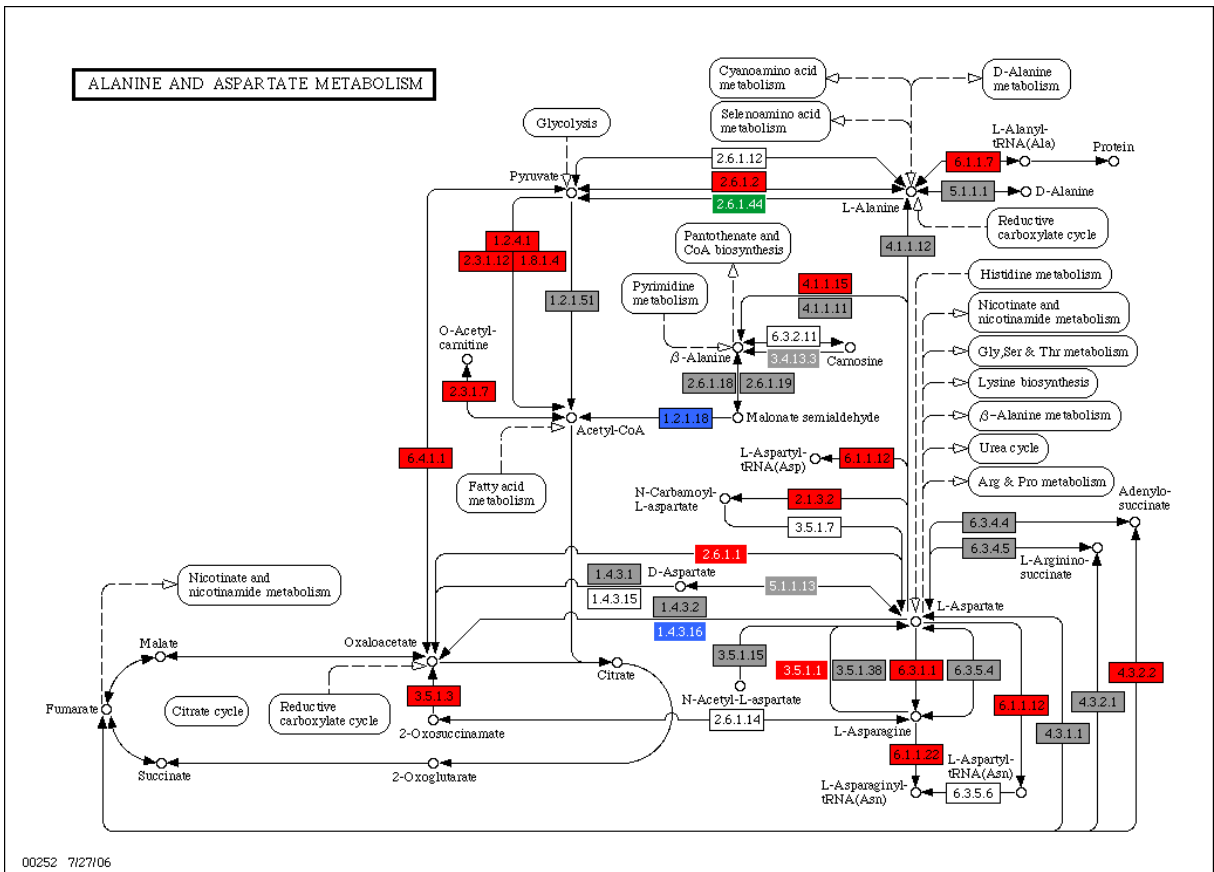 ALANINE AND ASPARTATE METABOLISM
Cyanoamino acid
metabolism
D-Alanine
metabolism
Selenoamino acid
metabolism
Glycolysis
L-Alanyl-
tRNA(Ala)
Protein
2.6.1.12
6.1.1.7
Pyruvate
2.6.1.2
5.1.1.1
D-Alanine
2.6.1.44
L-Alanine
Reductive
carboxylate cycle
1.2.4.1
2.3.1.12
1.8.1.4
Pantothenate and
CoA biosynthesis
4.1.1.12
Histidine metabolism
Pyrimidine
metabolism
4.1.1.15
4.1.1.11
1.2.1.51
Nicotinate and
nicotinamide metabolism
O-Acetyl-
carnitine
6.3.2.11
β-Alanine
3.4.13.3
Carnosine
Gly,Ser & Thr metabolism
2.3.1.7
2.6.1.18
2.6.1.19
Lysine biosynthesis
1.2.1.18
Malonate semialdehyde
β-Alanine metabolism
Acetyl-CoA
Urea cycle
6.4.1.1
L-Aspartyl-
tRNA(Asp)
6.1.1.12
Arg & Pro metabolism
Fatty acid
metabolism
N-Carbamoyl-
L-aspartate
2.1.3.2
3.5.1.7
Adenylo-
succinate
6.3.4.4
6.3.4.5
L-Arginino-
succinate
2.6.1.1
Nicotinate and
nicotinamide metabolism
1.4.3.1
1.4.3.15
D-Aspartate
5.1.1.13
1.4.3.2
1.4.3.16
L-Aspartate
Malate
Oxaloacetate
Citrate
3.5.1.15
3.5.1.1
3.5.1.38
6.3.1.1
6.3.5.4
4.3.2.2
N-Acetyl-L-aspartate
Fumarate
Citrate cycle
Reductive
carboxylate cycle
3.5.1.3
2-Oxosuccinamate
2.6.1.14
6.1.1.12
4.3.2.1
4.3.1.1
L-Asparagine
6.1.1.22
Succinate
2-Oxoglutarate
L-Aspartyl-
tRNA(Asn)
L-Asparaginyl-
tRNA(Asn)
6.3.5.6
00252 7/27/06